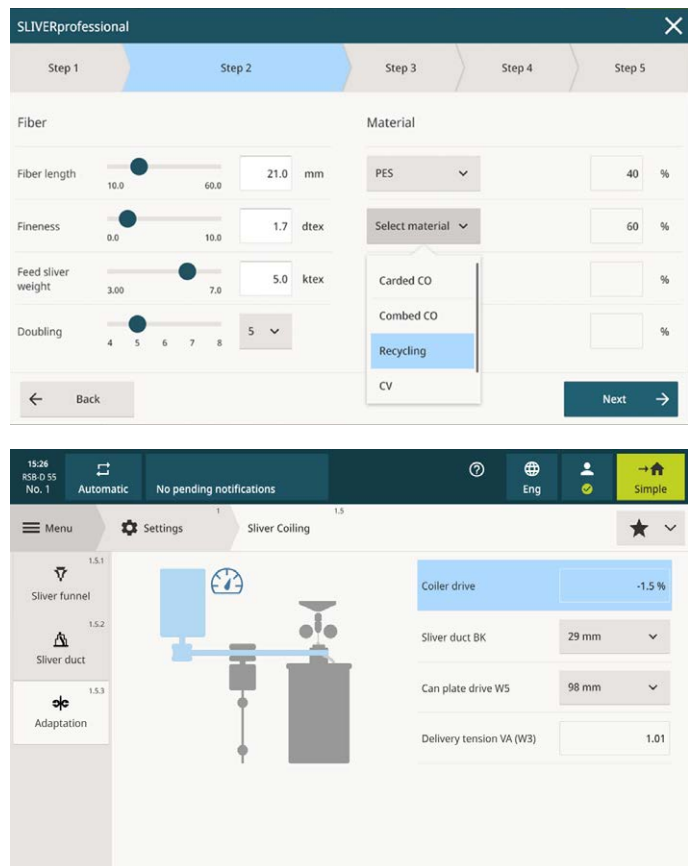 SLIVERprofessional
Step 1
Step 2
Step 3
Step 4
Step 5
Fiber
Material
Fiber length
10.0
60.0
21.0 mm
PES
40 %
Fineness
0.0
10.0
1.7 dtex
Select material
60 %
Feed sliver
weight
3.00
7.0
5.0 ktex
Carded CO
%
Combed CO
Doubling
4 5 6 7 8
5
%
Recycling
CV
Back
Next
15:26
RSB-D 55
No. 1
Automatic
No pending notifications
Eng
Simple
Menu
Settings
1
Sliver Coiling
1.5
1.5.1
Sliver funnel
1.5.2
Sliver duct
1.5.3
Adaptation
Coiler drive
-1.5 %
Sliver duct BK
29 mm
Can plate drive W5
98 mm
Delivery tension VA (W3)
1.01